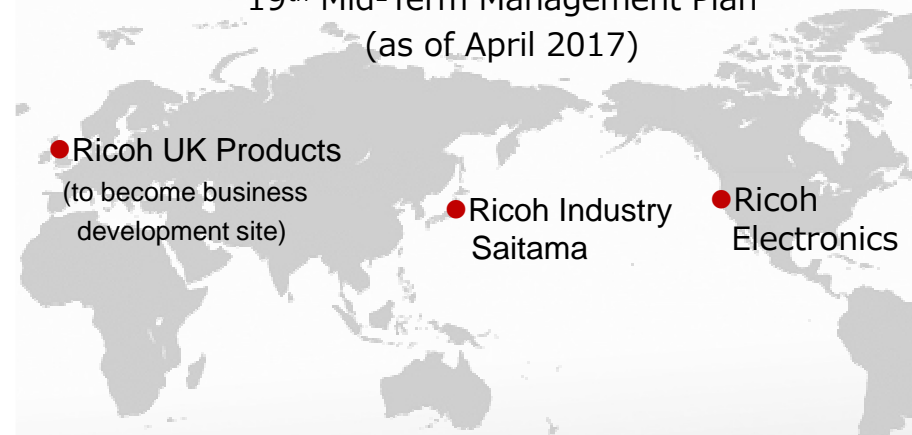 19th Mid-Term Management Plan
(as of April 2017)
Ricoh UK Products
(to become business
development site)
Ricoh Industry
Saitama
Ricoh
Electronics